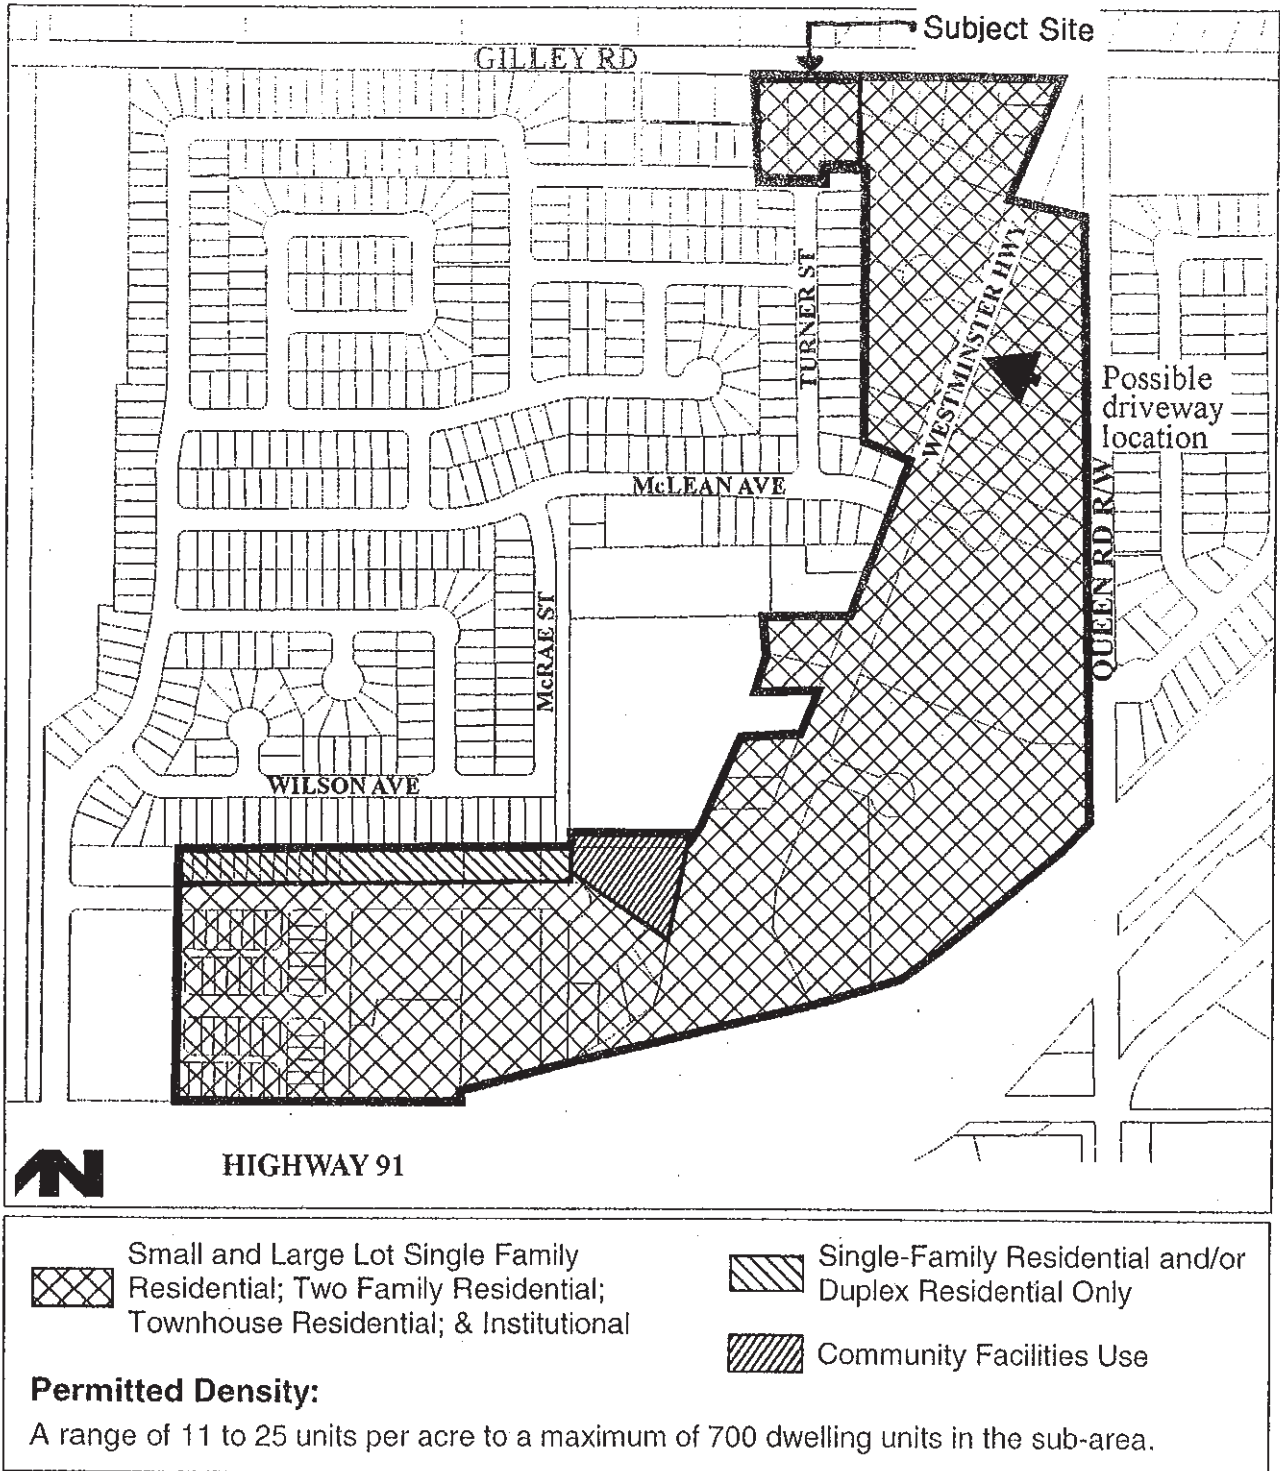 Subject Site
GILLEY RD
TURNER ST
WESTMINSTER HWY
Possible
driveway
location
McLEAN AVE
QUEEN RD R/W
McRAE ST
WILSON AVE
HIGHWAY 91
Small and Large Lot Single Family
Residential; Two Family Residential;
Townhouse Residential; & Institutional
Single-Family Residential and/or
Duplex Residential Only
Community Facilities Use
Permitted Density:
A range of 11 to 25 units per acre to a maximum of 700 dwelling units in the sub-area.